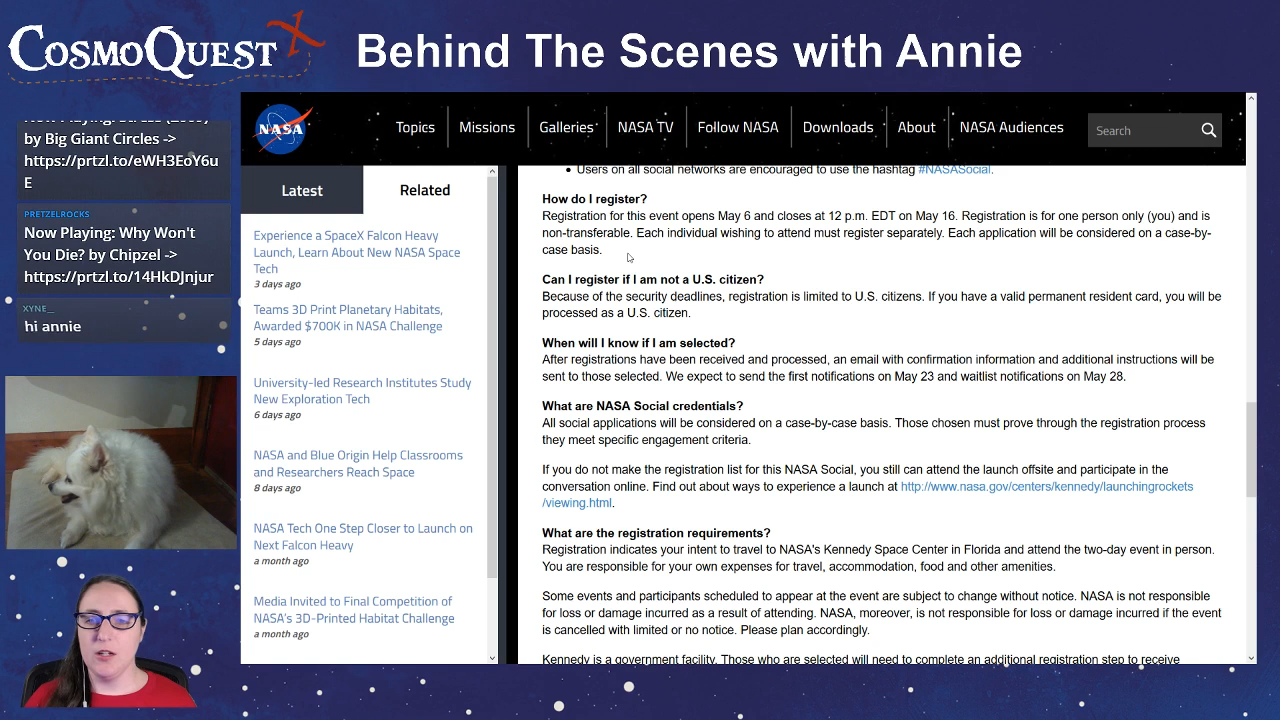 CosmoQuest X
Behind The Scenes with Annie
by Big Giant Circles ->
https://prtzl.to/eWH3EoY6u
E
PRETZELROCKS
Now Playing: Why Won't
You Die? by Chipzel ->
https://prtzl.to/14HkDJnjur
XYNE_
hi annie
NASA
Topics
Missions
Galleries
NASA TV
Follow NASA
Downloads
About
NASA Audiences
Search
Latest
Related
Experience a SpaceX Falcon Heavy
Launch, Learn About New NASA Space
Tech
3 days ago
Teams 3D Print Planetary Habitats,
Awarded $700K in NASA Challenge
5 days ago
University-led Research Institutes Study
New Exploration Tech
6 days ago
NASA and Blue Origin Help Classrooms
and Researchers Reach Space
8 days ago
NASA Tech One Step Closer to Launch on
Next Falcon Heavy
a month ago
Media Invited to Final Competition of
NASA's 3D-Printed Habitat Challenge
a month ago
• Users on all social networks are encouraged to use the hashtag #NASASocial.
How do I register?
Registration for this event opens May 6 and closes at 12 p.m. EDT on May 16. Registration is for one person only (you) and is
non-transferable. Each individual wishing to attend must register separately. Each application will be considered on a case-by-
case basis.
Can I register if I am not a U.S. citizen?
Because of the security deadlines, registration is limited to U.S. citizens. If you have a valid permanent resident card, you will be
processed as a U.S. citizen.
When will I know if I am selected?
After registrations have been received and processed, an email with confirmation information and additional instructions will be
sent to those selected. We expect to send the first notifications on May 23 and waitlist notifications on May 28.
What are NASA Social credentials?
All social applications will be considered on a case-by-case basis. Those chosen must prove through the registration process
they meet specific engagement criteria.
If you do not make the registration list for this NASA Social, you still can attend the launch offsite and participate in the
conversation online. Find out about ways to experience a launch at http://www.nasa.gov/centers/kennedy/launchingrockets
/viewing.html.
What are the registration requirements?
Registration indicates your intent to travel to NASA's Kennedy Space Center in Florida and attend the two-day event in person.
You are responsible for your own expenses for travel, accommodation, food and other amenities.
Some events and participants scheduled to appear at the event are subject to change without notice. NASA is not responsible
for loss or damage incurred as a result of attending. NASA, moreover, is not responsible for loss or damage incurred if the event
is cancelled with limited or no notice. Please plan accordingly.
Kennedy is a government facility. Those who are selected will need to complete an additional registration step to receive